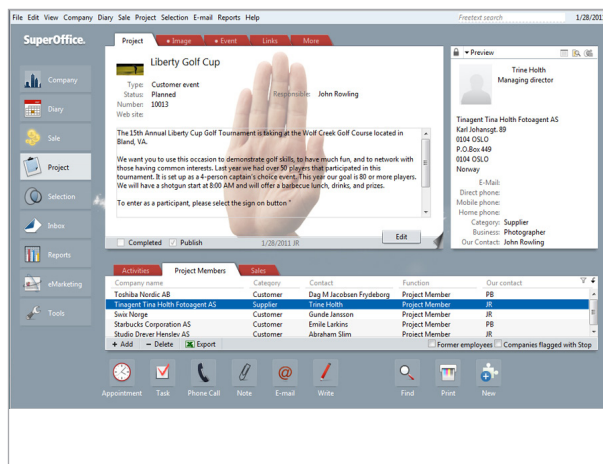 File Edit View Company Diary Sale Project Selection E-mail Reports Help
Freetext search
1/28/201
SuperOffice.
Project
Image
Event
Links
More
Preview
Company
Diary
Sale
Project
Selection
Inbox
Reports
eMarketing
Tools
Liberty Golf Cup
Type: Customer event
Status: Planned
Responsible: John Rowling
Number: 10013
Web site:
The 15th Annual Liberty Cup Golf Tournament is taking at the Wolf Creek Golf Course located in
Bland, VA.
We want you to use this occasion to demonstrate golf skills, to have much fun, and to network with
those having common interests. Last year we had over 50 players that participated in this
tournament. It is set up as a 4-person captain's choice event. This year our goal is 80 or more players.
We will have a shotgun start at 8:00 AM and will offer a barbecue lunch, drinks, and prizes.
To enter as a participant, please select the sign on button "
Completed
Publish
1/28/2011 JR
Edit
Trine Holth
Managing director
Tinagent Tina Holth Fotoagent AS
Karl Johansgt. 89
0104 OSLO
P.O.Box 449
0104 OSLO
Norway
E-Mail:
Direct phone:
Mobile phone:
Home phone:
Category: Supplier
Business: Photographer
Our Contact: John Rowling
Activities
Project Members
Sales
Company name Category Contact Function Our contact
Toshiba Nordic AB Customer Dag M Jacobsen Frydeborg Project Member PB
Tinagent Tina Holth Fotoagent AS Supplier Trine Holth Project Member JR
Swix Norge Customer Gunde Jansson Project Member JR
Starbucks Corporation AS Customer Emile Larkins Project Member PB
Studio Drever Hensley AS Customer Abraham Slim Project Member JR
+ Add
− Delete
Export
Former employees
Companies flagged with Stop
Appointment
Task
Phone Call
Note
E-mail
Write
Find
Print
New